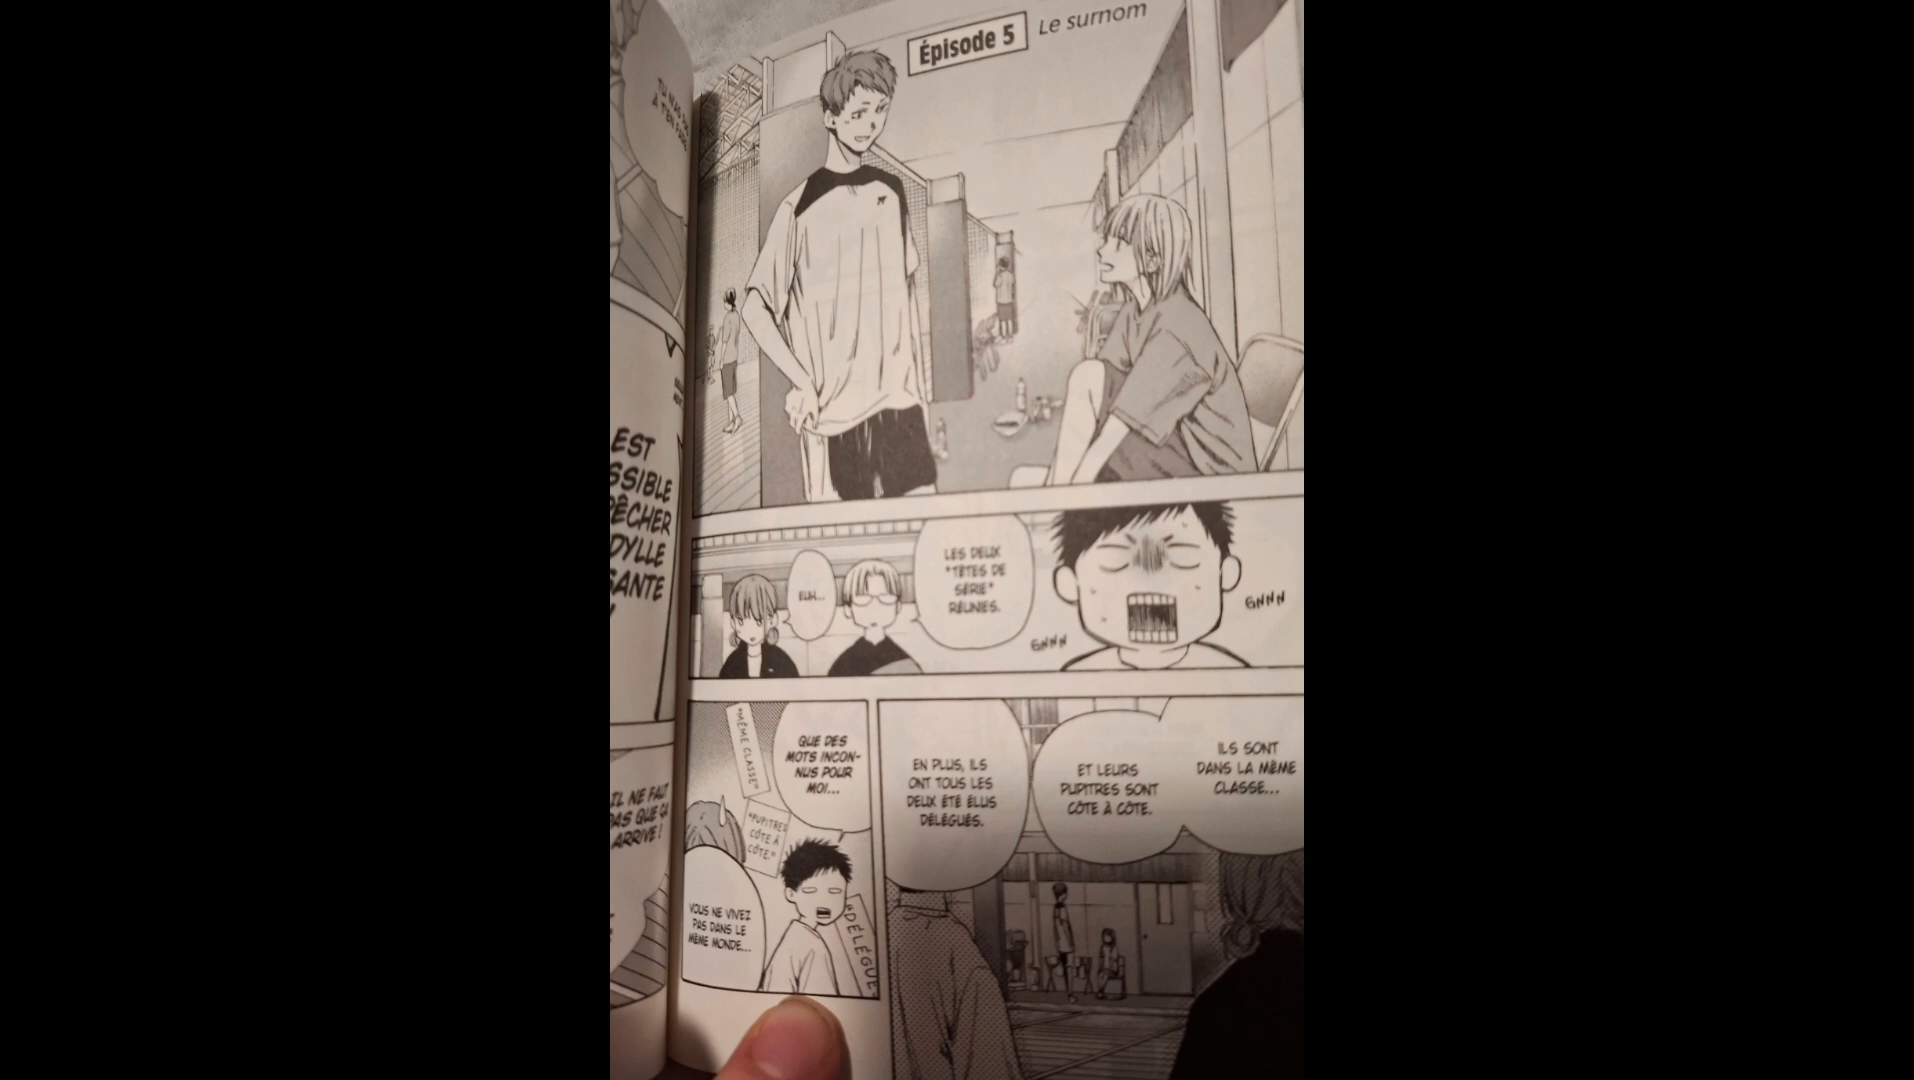 Épisode 5 Le surnom
LES DEUX
"TÊTES DE
SÉRIE"
RÉUNIES.
EUH...
GNNN
GNNN
ILS SONT
DANS LA MÊME
CLASSE...
ET LEURS
PUPITRES SONT
CÔTE À CÔTE.
EN PLUS, ILS
ONT TOUS LES
DEUX ÉTÉ ÉLUS
DÉLÉGUÉS.
QUE DES
MOTS INCON-
NUS POUR
MOI...
"MÊME CLASSE"
"PUPITRES
CÔTE À
CÔTE."
"DÉLÉGUÉ"
VOUS NE VIVEZ
PAS DANS LE
MÊME MONDE...
EST
SSIBLE
PÊCHER
DYLLE
SANTE
IL NE FAUT
PAS QUE ÇA
ARRIVE !